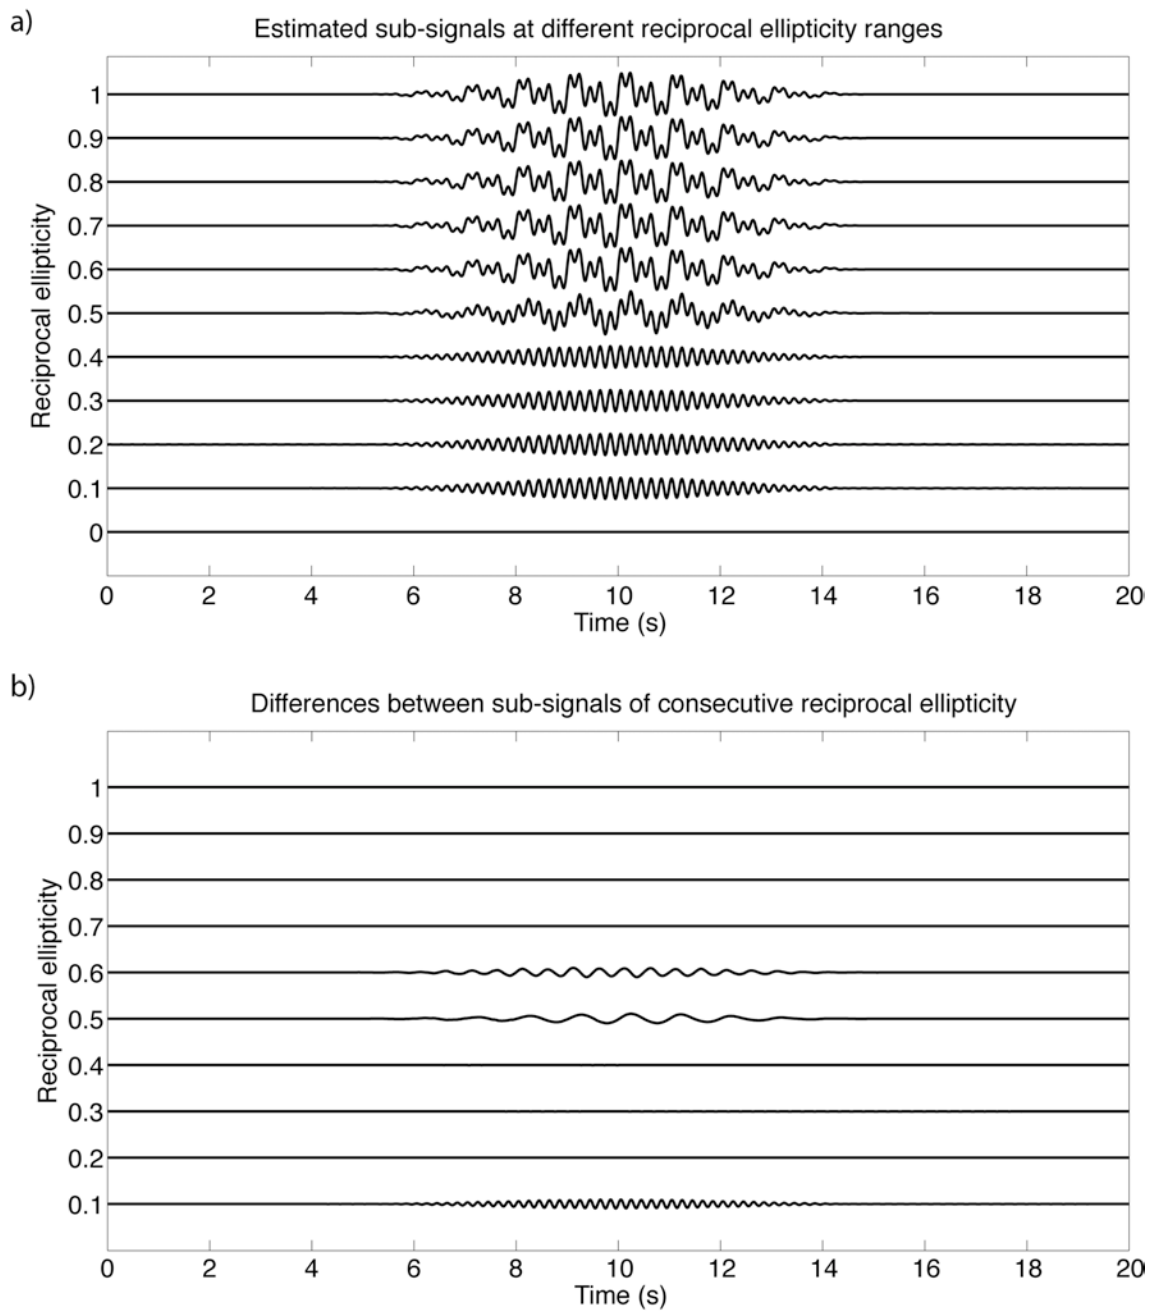 a)
Estimated sub-signals at different reciprocal ellipticity ranges
Reciprocal ellipticity
1
0.9
0.8
0.7
0.6
0.5
0.4
0.3
0.2
0.1
0
0 2 4 6 8 10 12 14 16 18 20
Time (s)
b)
Differences between sub-signals of consecutive reciprocal ellipticity
Reciprocal ellipticity
1
0.9
0.8
0.7
0.6
0.5
0.4
0.3
0.2
0.1
0 2 4 6 8 10 12 14 16 18 20
Time (s)